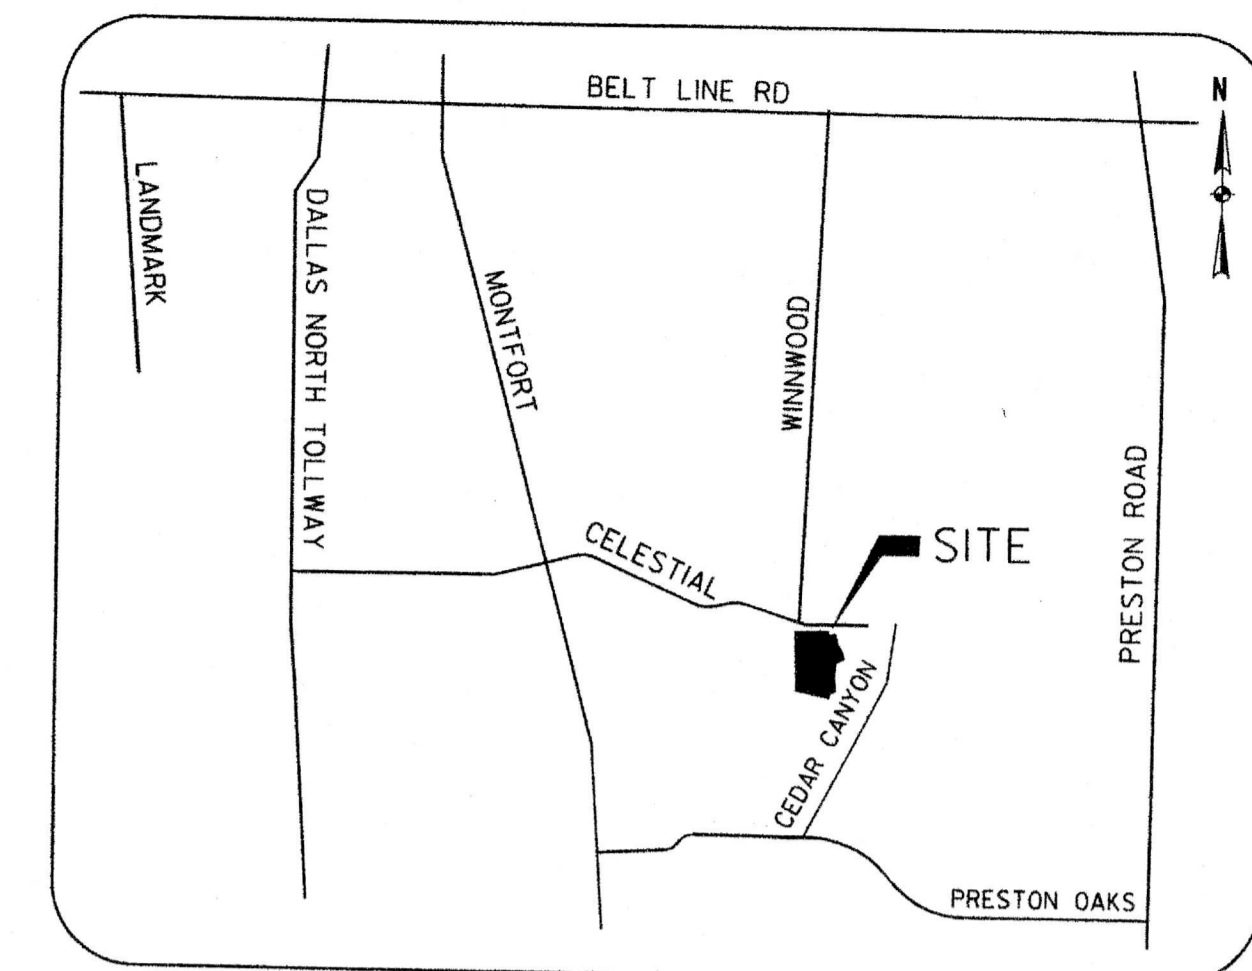 BELT LINE RD
N
LANDMARK
DALLAS NORTH TOLLWAY
MONTFORT
WINNWOOD
PRESTON ROAD
CELESTIAL
SITE
CEDAR CANYON
PRESTON OAKS